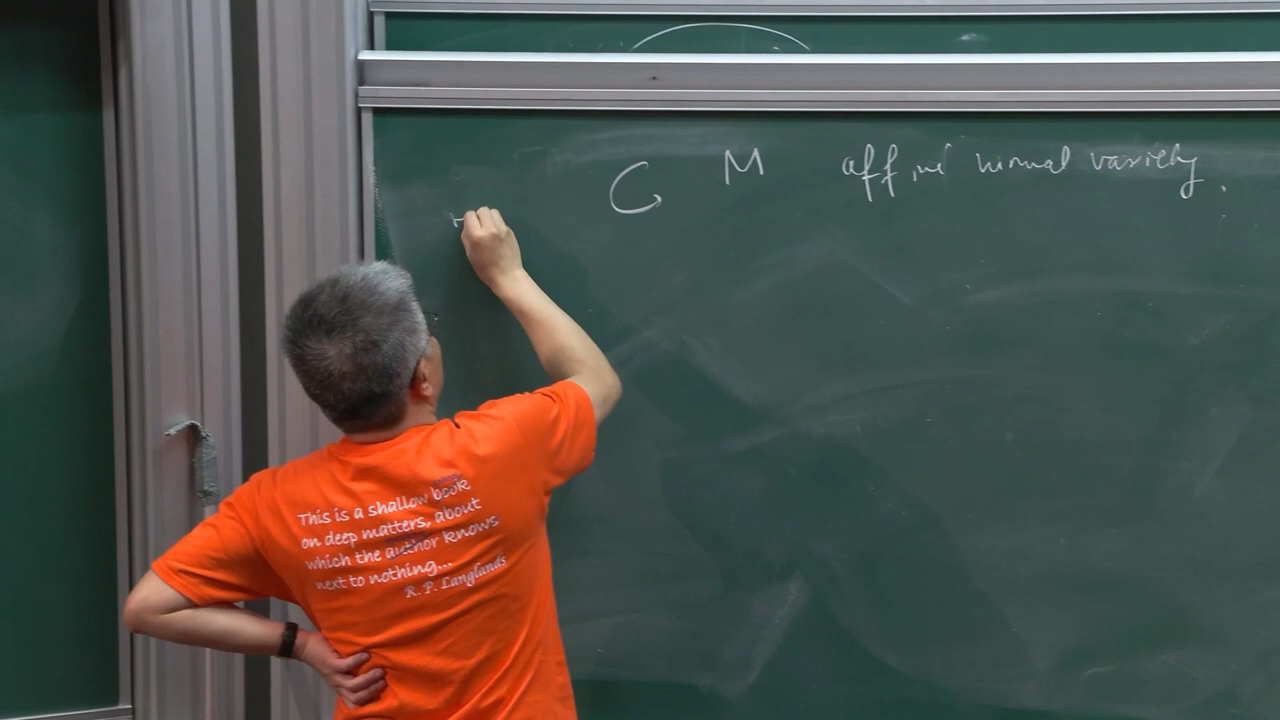 M affine normal variety.
This is a shallow book
on deep matters, about
which the author knows
next to nothing...
R. P. Langlands